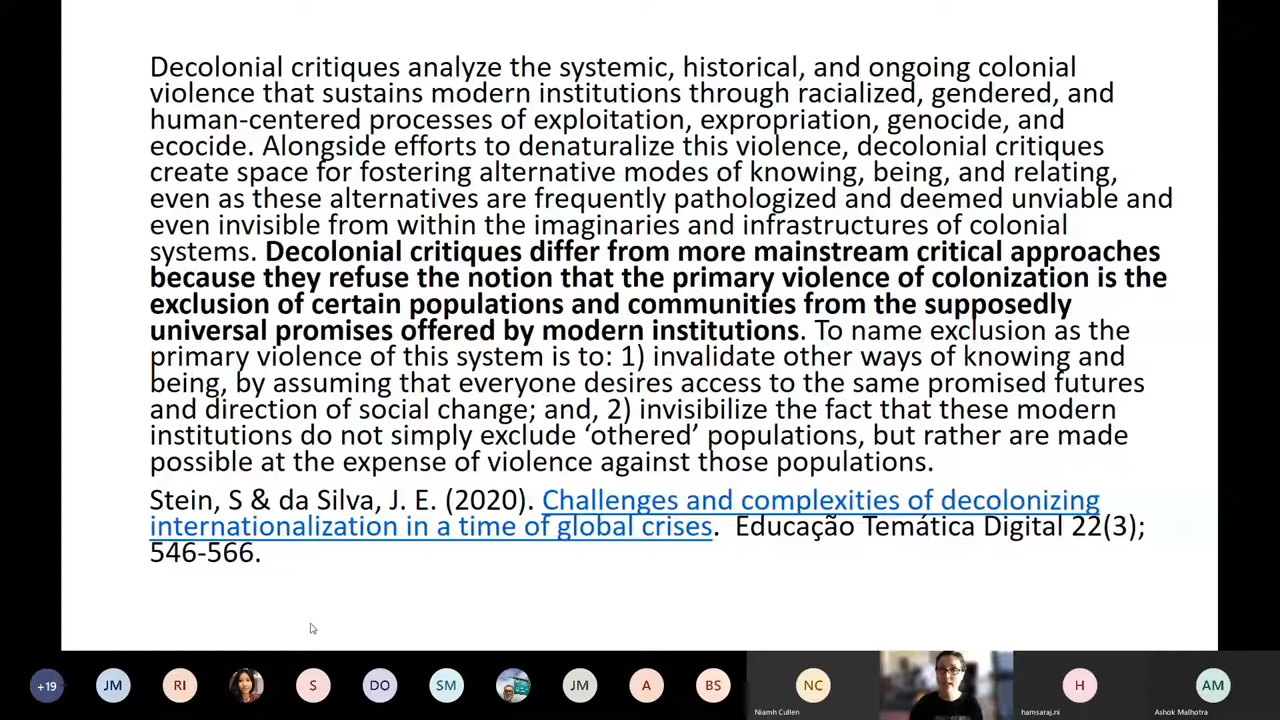 Decolonial critiques analyze the systemic, historical, and ongoing colonial
violence that sustains modern institutions through racialized, gendered, and
human-centered processes of exploitation, expropriation, genocide, and
ecocide. Alongside efforts to denaturalize this violence, decolonial critiques
create space for fostering alternative modes of knowing, being, and relating,
even as these alternatives are frequently pathologized and deemed unviable and
even invisible from within the imaginaries and infrastructures of colonial
systems. Decolonial critiques differ from more mainstream critical approaches
because they refuse the notion that the primary violence of colonization is the
exclusion of certain populations and communities from the supposedly
universal promises offered by modern institutions. To name exclusion as the
primary violence of this system is to: 1) invalidate other ways of knowing and
being, by assuming that everyone desires access to the same promised futures
and direction of social change; and, 2) invisibilize the fact that these modern
institutions do not simply exclude ‘othered’ populations, but rather are made
possible at the expense of violence against those populations.
Stein, S & da Silva, J. E. (2020). Challenges and complexities of decolonizing
internationalization in a time of global crises. Educação Temática Digital 22(3);
546-566.
+19 JM RI S DO SM JM A BS NC H AM
Niamh Cullen hamsaraj.ni Ashok Malhotra